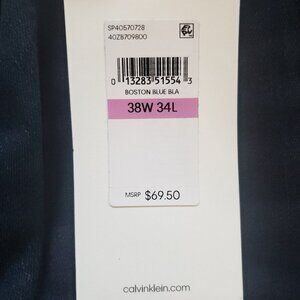 SP40570728
40ZB709800
0 13283 51554 3
BOSTON BLUE BLA
38W 34L
MSRP $69.50
calvinklein.com